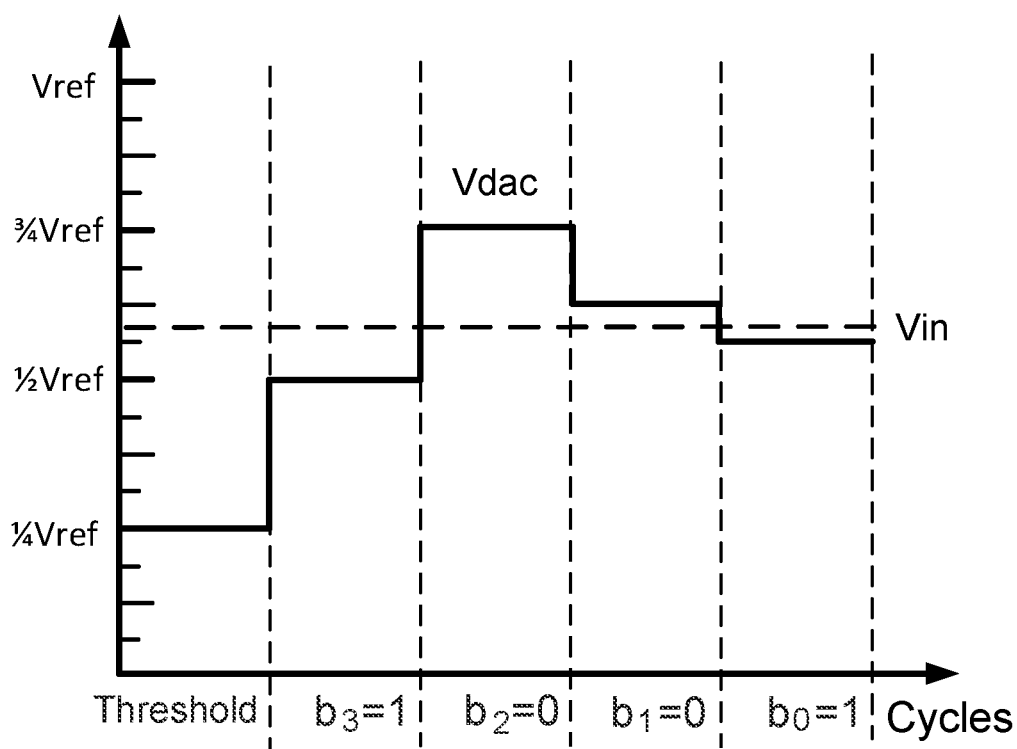 Vref
Vdac
¾Vref
Vin
½Vref
¼Vref
Threshold b₃=1 b₂=0 b₁=0 b₀=1 Cycles